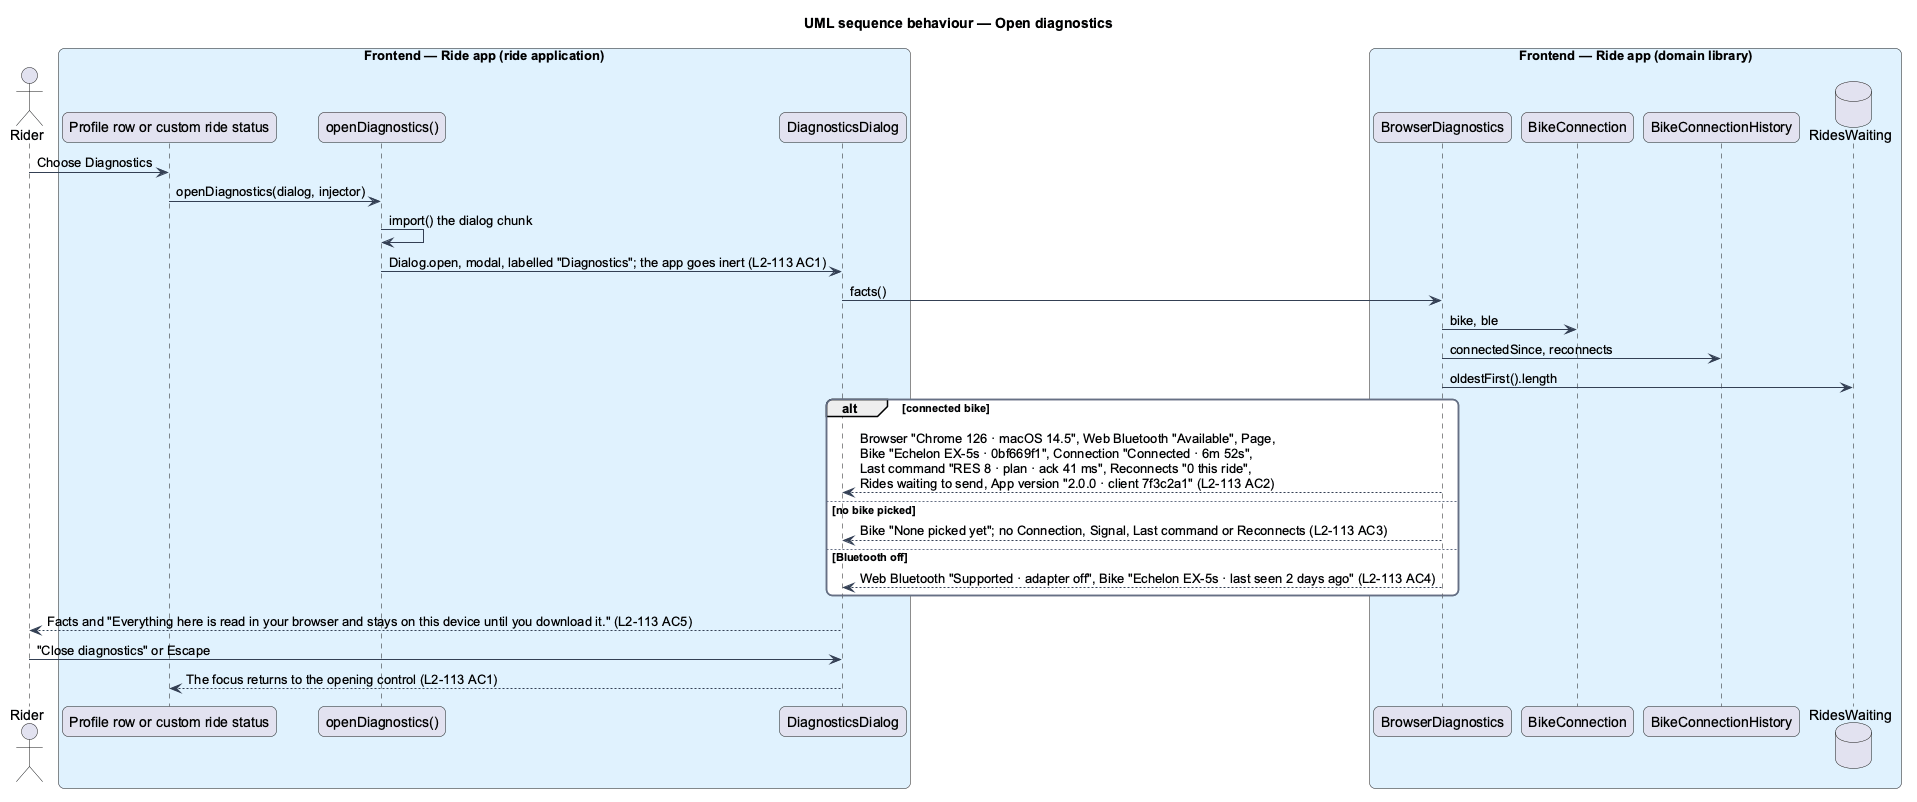 UML sequence behaviour — Open diagnostics
Frontend — Ride app (ride application)
Frontend — Ride app (domain library)
Rider
Profile row or custom ride status
openDiagnostics()
DiagnosticsDialog
BrowserDiagnostics
BikeConnection
BikeConnectionHistory
RidesWaiting
Choose Diagnostics
openDiagnostics(dialog, injector)
import() the dialog chunk
Dialog.open, modal, labelled "Diagnostics"; the app goes inert (L2-113 AC1)
facts()
bike, ble
connectedSince, reconnects
oldestFirst().length
alt
[connected bike]
Browser "Chrome 126 · macOS 14.5", Web Bluetooth "Available", Page,
Bike "Echelon EX-5s · 0bf669f1", Connection "Connected · 6m 52s",
Last command "RES 8 · plan · ack 41 ms", Reconnects "0 this ride",
Rides waiting to send, App version "2.0.0 · client 7f3c2a1" (L2-113 AC2)
[no bike picked]
Bike "None picked yet"; no Connection, Signal, Last command or Reconnects (L2-113 AC3)
[Bluetooth off]
Web Bluetooth "Supported · adapter off", Bike "Echelon EX-5s · last seen 2 days ago" (L2-113 AC4)
Facts and "Everything here is read in your browser and stays on this device until you download it." (L2-113 AC5)
"Close diagnostics" or Escape
The focus returns to the opening control (L2-113 AC1)
Rider
Profile row or custom ride status
openDiagnostics()
DiagnosticsDialog
BrowserDiagnostics
BikeConnection
BikeConnectionHistory
RidesWaiting